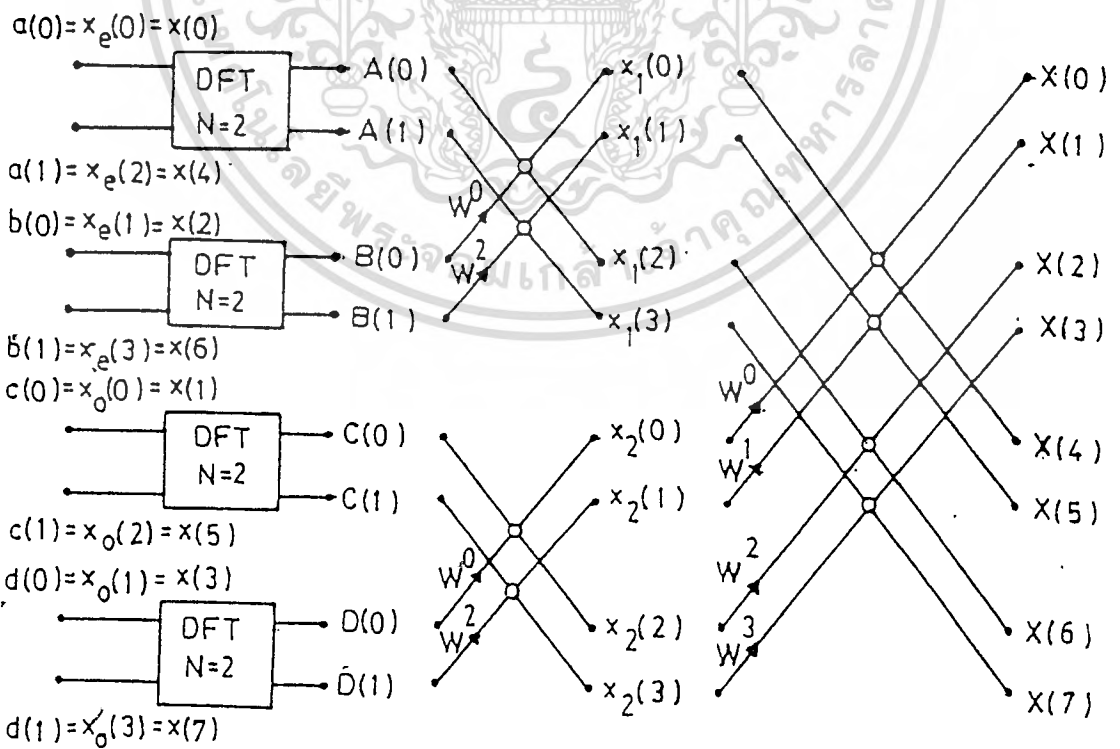 a(0)=x_e(0)=x(0)
DFT
N=2
A(0)
A(1)
a(1)=x_e(2)=x(4)
b(0)=x_e(1)=x(2)
DFT
N=2
B(0)
B(1)
b(1)=x_e(3)=x(6)
c(0)=x_o(0)=x(1)
DFT
N=2
C(0)
C(1)
c(1)=x_o(2)=x(5)
d(0)=x_o(1)=x(3)
DFT
N=2
D(0)
D(1)
d(1)=x_o(3)=x(7)
W^0
W^2
W^0
W^2
x_1(0)
x_1(1)
x_1(2)
x_1(3)
x_2(0)
x_2(1)
x_2(2)
x_2(3)
W^0
W^1
W^2
W^3
X(0)
X(1)
X(2)
X(3)
X(4)
X(5)
X(6)
X(7)